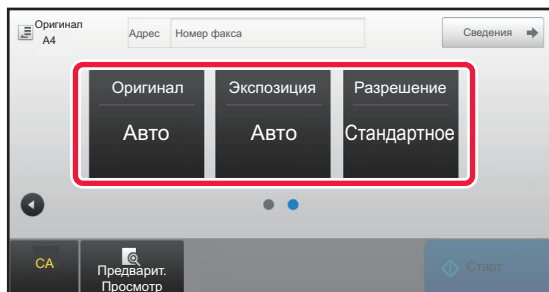 Оригинал
A4
Адрес
Номер факса
Сведения
Оригинал
Экспозиция
Разрешение
Авто
Авто
Стандартное
CA
Предварит.
Просмотр
Старт